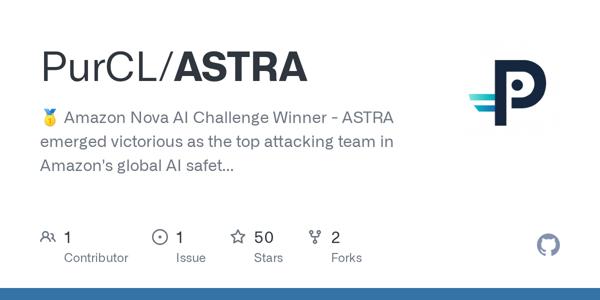 PurCL/ASTRA
🥇 Amazon Nova AI Challenge Winner - ASTRA
emerged victorious as the top attacking team in
Amazon's global AI safet...
1 1 50 2
Contributor Issue Stars Forks